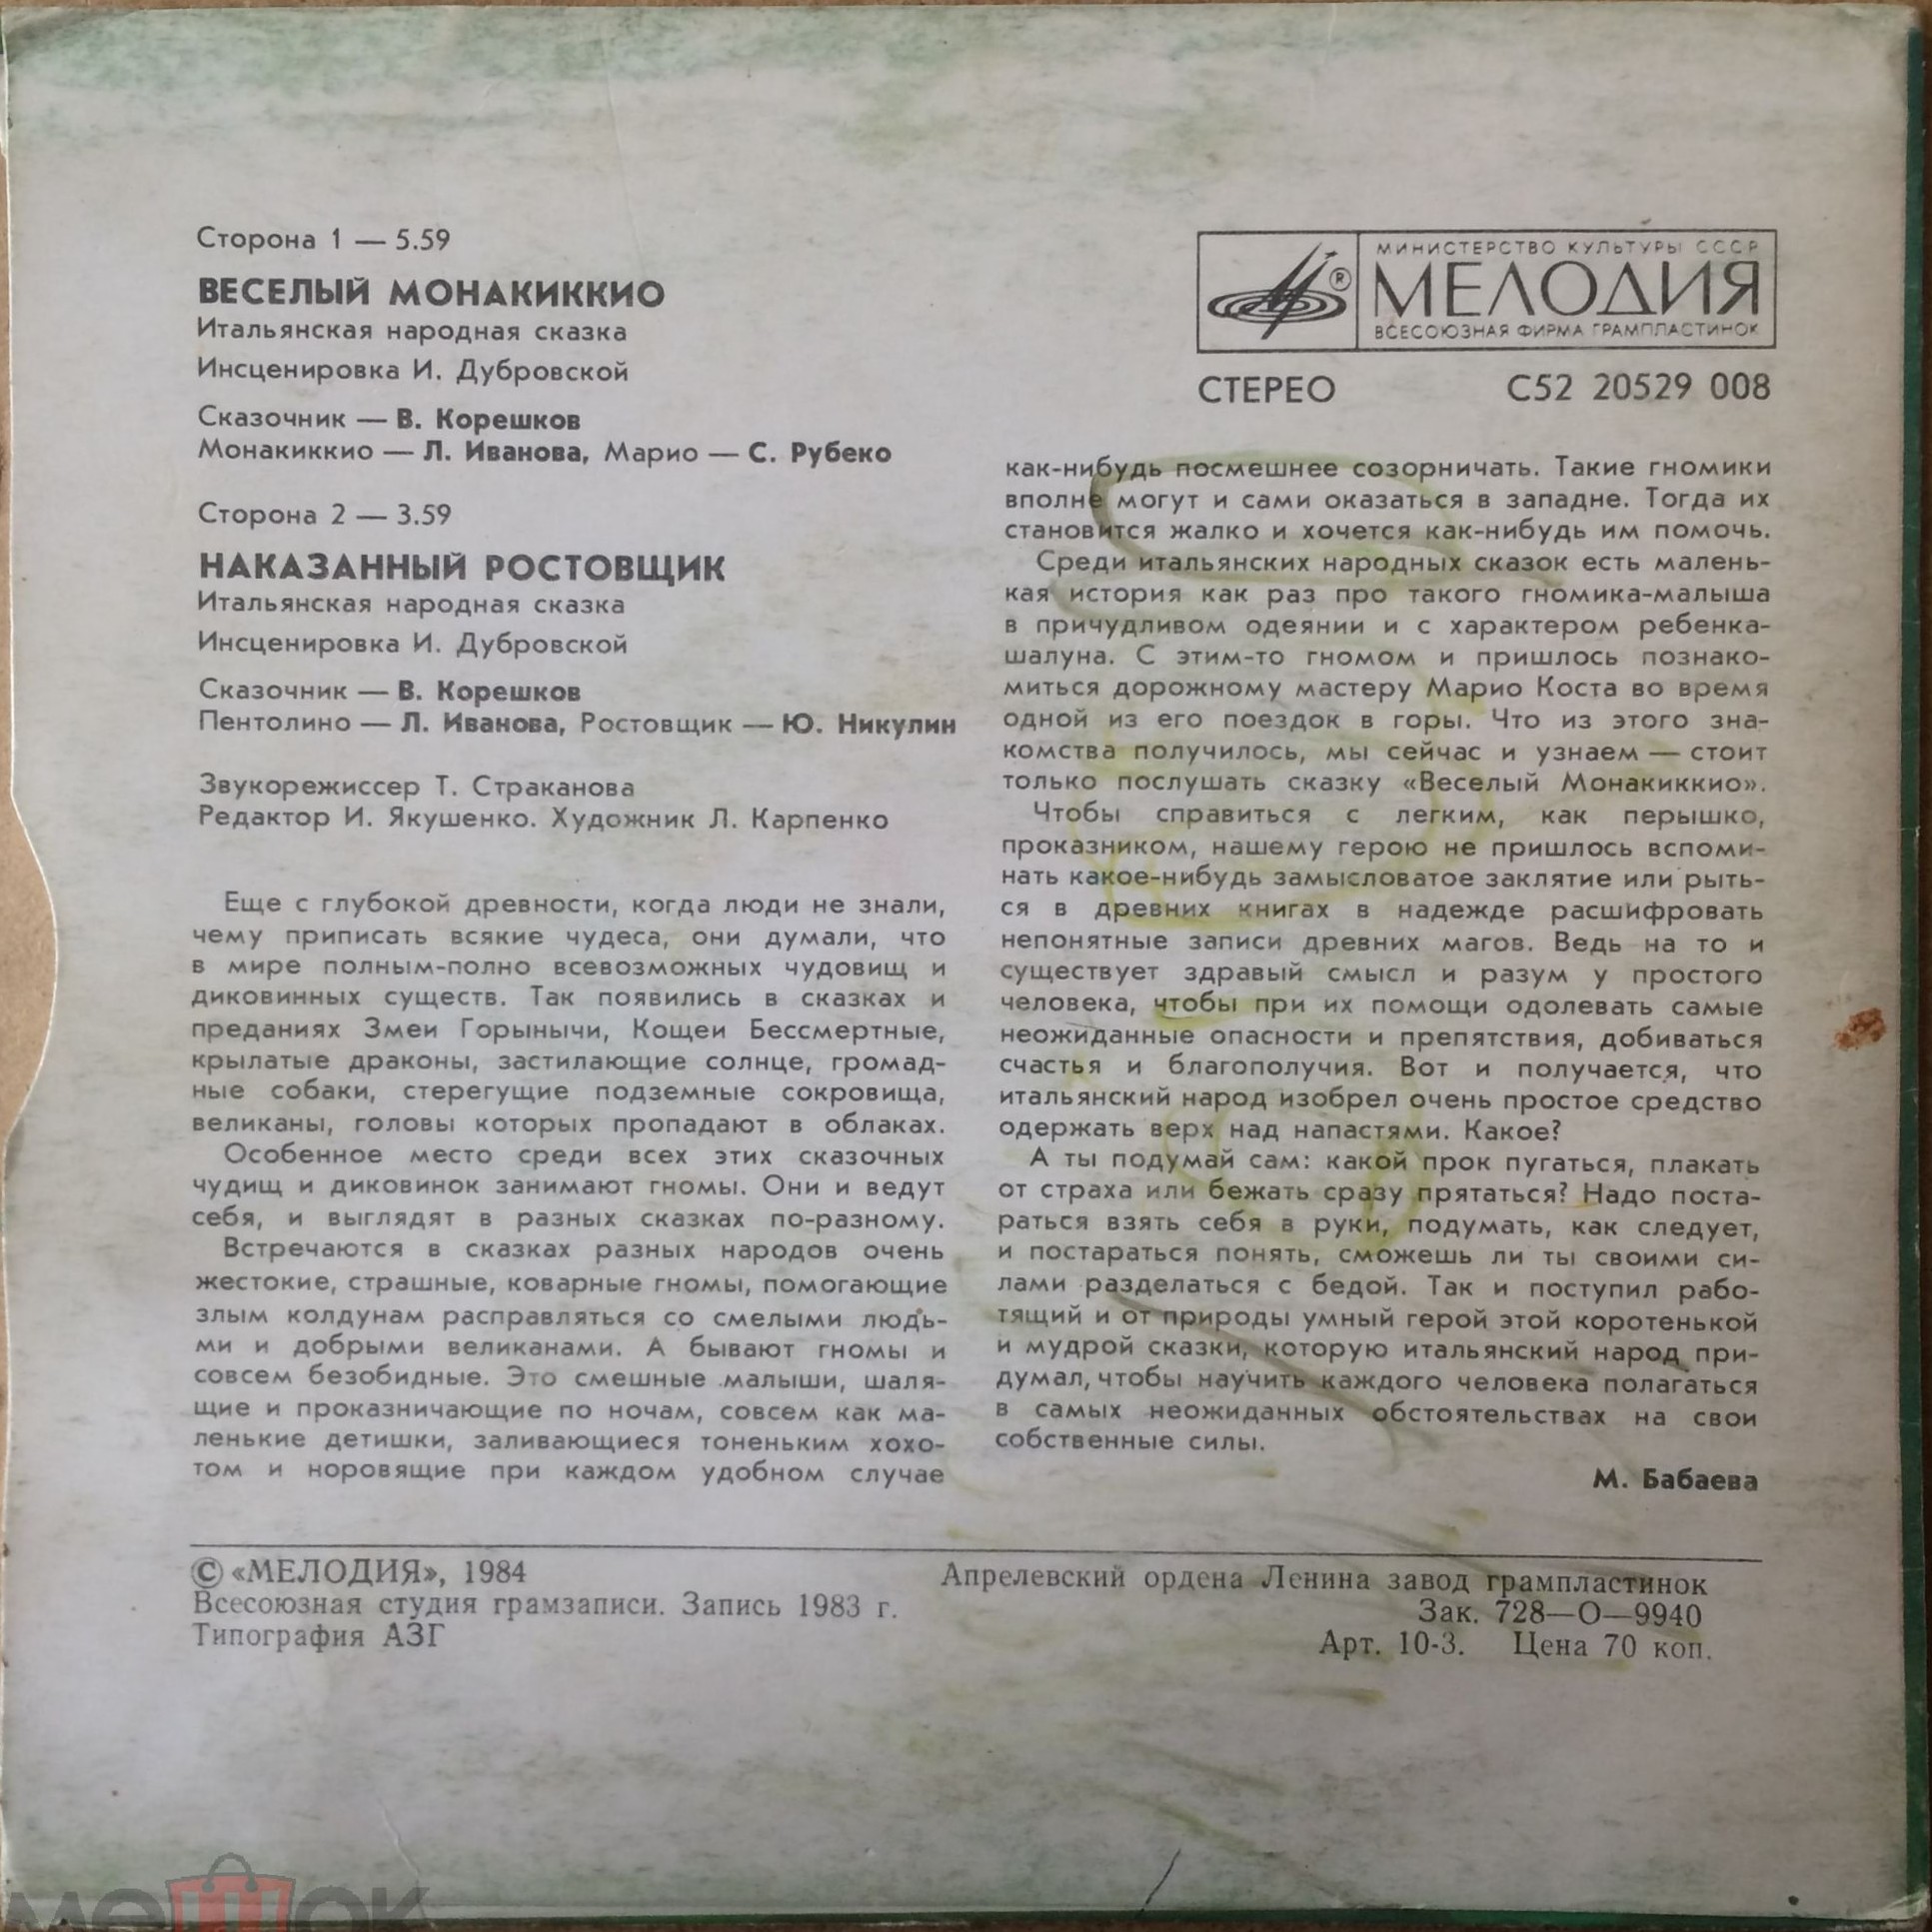 Сторона 1 — 5.59
ВЕСЕЛЫЙ МОНАКИККИО
Итальянская народная сказка
Инсценировка И. Дубровской
Сказочник — В. Корешков
Монакиккио — Л. Иванова, Марио — С. Рубеко
Сторона 2 — 3.59
НАКАЗАННЫЙ РОСТОВЩИК
Итальянская народная сказка
Инсценировка И. Дубровской
Сказочник — В. Корешков
Пентолино — Л. Иванова, Ростовщик — Ю. Никулин
Звукорежиссер Т. Страканова
Редактор И. Якушенко. Художник Л. Карпенко
Еще с глубокой древности, когда люди не знали,
чему приписать всякие чудеса, они думали, что
в мире полным-полно всевозможных чудовищ и
диковинных существ. Так появились в сказках и
преданиях Змеи Горынычи, Кощеи Бессмертные,
крылатые драконы, застилающие солнце, громад-
ные собаки, стерегущие подземные сокровища,
великаны, головы которых пропадают в облаках.
Особенное место среди всех этих сказочных
чудищ и диковинок занимают гномы. Они и ведут
себя, и выглядят в разных сказках по-разному.
Встречаются в сказках разных народов очень
жестокие, страшные, коварные гномы, помогающие
злым колдунам расправляться со смелыми людь-
ми и добрыми великанами. А бывают гномы и
совсем безобидные. Это смешные малыши, шаля-
щие и проказничающие по ночам, совсем как ма-
ленькие детишки, заливающиеся тоненьким хохо-
том и норовящие при каждом удобном случае
МИНИСТЕРСТВО КУЛЬТУРЫ СССР
МЕЛОДИЯ
ВСЕСОЮЗНАЯ ФИРМА ГРАМПЛАСТИНОК
®
СТЕРЕО С52 20529 008
как-нибудь посмешнее созорничать. Такие гномики
вполне могут и сами оказаться в западне. Тогда их
становится жалко и хочется как-нибудь им помочь.
Среди итальянских народных сказок есть малень-
кая история как раз про такого гномика-малыша
в причудливом одеянии и с характером ребенка-
шалуна. С этим-то гномом и пришлось познако-
миться дорожному мастеру Марио Коста во время
одной из его поездок в горы. Что из этого зна-
комства получилось, мы сейчас и узнаем — стоит
только послушать сказку «Веселый Монакиккио».
Чтобы справиться с легким, как перышко,
проказником, нашему герою не пришлось вспоми-
нать какое-нибудь замысловатое заклятие или рыть-
ся в древних книгах в надежде расшифровать
непонятные записи древних магов. Ведь на то и
существует здравый смысл и разум у простого
человека, чтобы при их помощи одолевать самые
неожиданные опасности и препятствия, добиваться
счастья и благополучия. Вот и получается, что
итальянский народ изобрел очень простое средство
одержать верх над напастями. Какое?
А ты подумай сам: какой прок пугаться, плакать
от страха или бежать сразу прятаться? Надо поста-
раться взять себя в руки, подумать, как следует,
и постараться понять, сможешь ли ты своими си-
лами разделаться с бедой. Так и поступил рабо-
тящий и от природы умный герой этой коротенькой
и мудрой сказки, которую итальянский народ при-
думал, чтобы научить каждого человека полагаться
в самых неожиданных обстоятельствах на свои
собственные силы.
М. Бабаева
© «МЕЛОДИЯ», 1984
Всесоюзная студия грамзаписи. Запись 1983 г.
Типография АЗГ
Апрелевский ордена Ленина завод грампластинок
Зак. 728—О—9940
Арт. 10-3. Цена 70 коп.
мешок